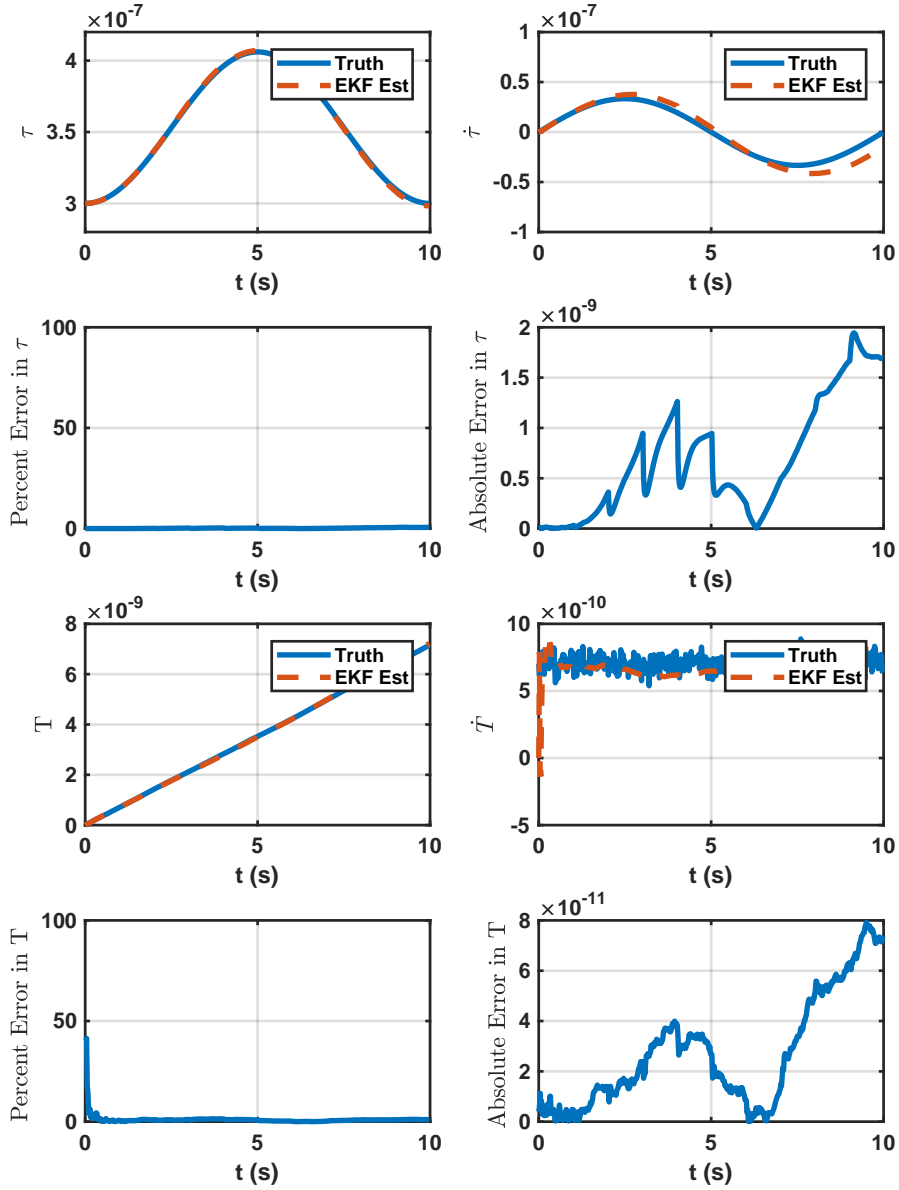 ×10-7
4
3.5
3
τ
Truth
EKF Est
0 5 10
t (s)
×10-7
1
0.5
0
-0.5
-1
τ̇
Truth
EKF Est
0 5 10
t (s)
100
50
0
Percent Error in τ
0 5 10
t (s)
×10-9
2
1.5
1
0.5
0
Absolute Error in τ
0 5 10
t (s)
×10-9
8
6
4
2
0
T
Truth
EKF Est
0 5 10
t (s)
×10-10
10
5
0
-5
Ṫ
Truth
EKF Est
0 5 10
t (s)
100
50
0
Percent Error in T
0 5 10
t (s)
×10-11
8
6
4
2
0
Absolute Error in T
0 5 10
t (s)